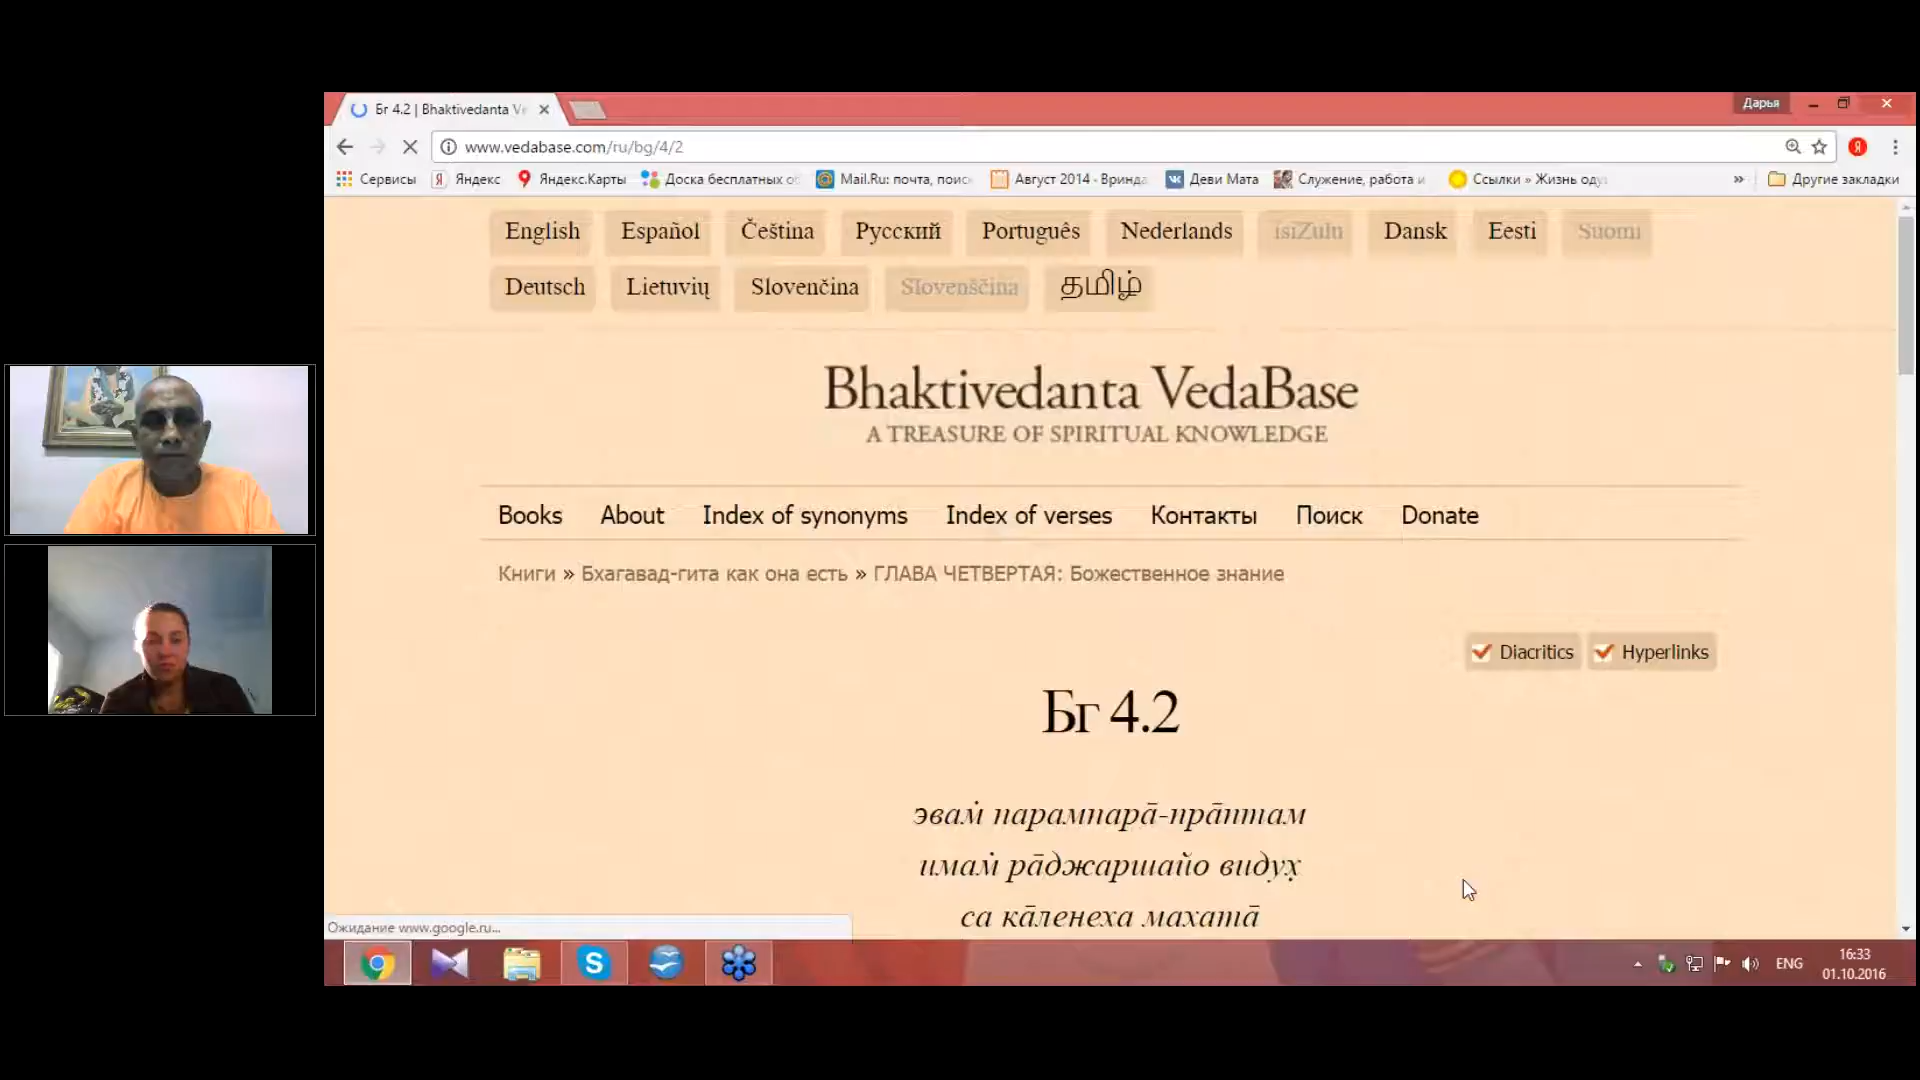 Бг 4.2 | Bhaktivedanta Ve
Дарья
www.vedabase.com/ru/bg/4/2
Сервисы Яндекс Яндекс.Карты Доска бесплатных о Mail.Ru: почта, поис Август 2014 - Вринда Деви Мата Служение, работа и Ссылки » Жизнь оду » Другие закладки
English Español Čeština Русский Português Nederlands isiZulu Dansk Eesti Suomi
Deutsch Lietuvių Slovenčina Slovenščina தமிழ்
Bhaktivedanta VedaBase
A TREASURE OF SPIRITUAL KNOWLEDGE
Books About Index of synonyms Index of verses Контакты Поиск Donate
Книги » Бхагавад-гита как она есть » ГЛАВА ЧЕТВЕРТАЯ: Божественное знание
Diacritics Hyperlinks
Бг 4.2
эвам̇ парампара̄-пра̄птам
имам̇ ра̄джаршайо видух̣
са ка̄ленеха махата̄
Ожидание www.google.ru...
ENG
16:33
01.10.2016